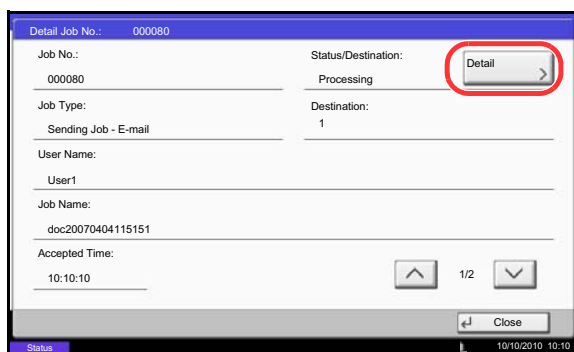 Detail Job No.: 000080
Job No.:
000080
Status/Destination:
Processing
Detail
Job Type:
Sending Job - E-mail
Destination:
1
User Name:
User1
Job Name:
doc20070404115151
Accepted Time:
10:10:10
1/2
Close
Status
10/10/2010 10:10